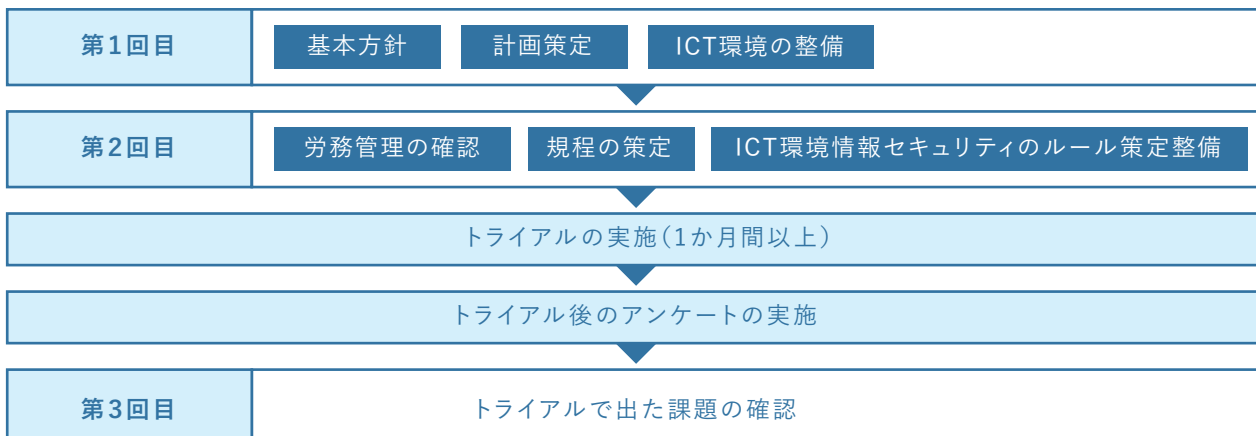 第1回目 基本方針 計画策定 ICT環境の整備
第2回目 労務管理の確認 規程の策定 ICT環境情報セキュリティのルール策定整備
トライアルの実施(1か月間以上)
トライアル後のアンケートの実施
第3回目 トライアルで出た課題の確認